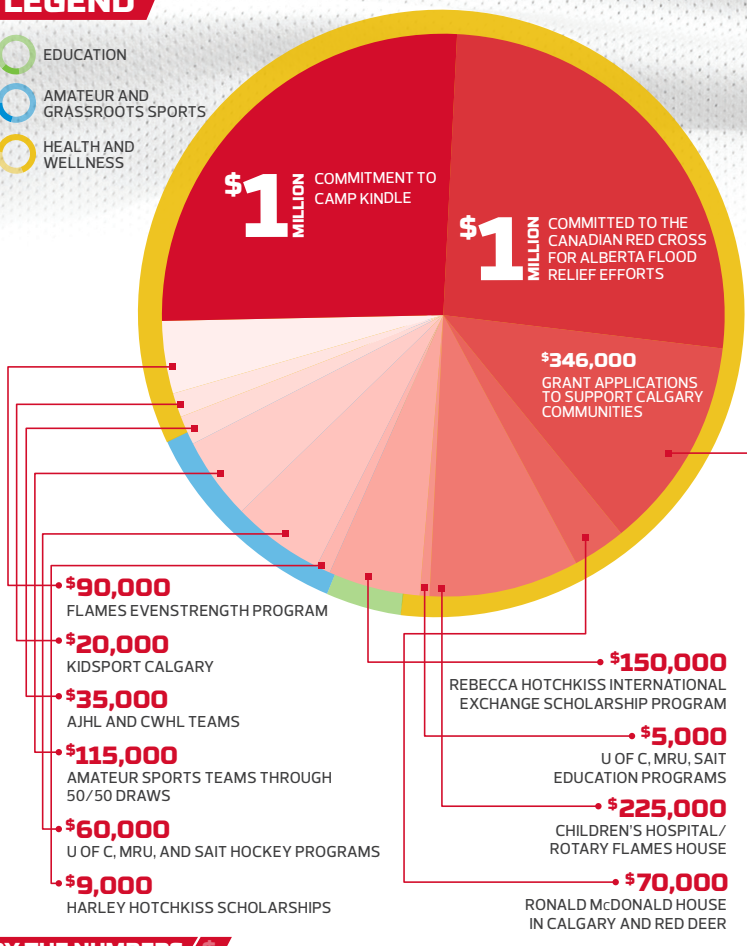 LEGEND
EDUCATION
AMATEUR AND
GRASSROOTS SPORTS
HEALTH AND
WELLNESS
$1 MILLION
COMMITMENT TO
CAMP KINDLE
$1 MILLION
COMMITTED TO THE
CANADIAN RED CROSS
FOR ALBERTA FLOOD
RELIEF EFFORTS
$346,000
GRANT APPLICATIONS
TO SUPPORT CALGARY
COMMUNITIES
$90,000
FLAMES EVENSTRENGTH PROGRAM
$20,000
KIDSPORT CALGARY
$35,000
AJHL AND CWHL TEAMS
$115,000
AMATEUR SPORTS TEAMS THROUGH
50/50 DRAWS
$60,000
U OF C, MRU, AND SAIT HOCKEY PROGRAMS
$9,000
HARLEY HOTCHKISS SCHOLARSHIPS
$150,000
REBECCA HOTCHKISS INTERNATIONAL
EXCHANGE SCHOLARSHIP PROGRAM
$5,000
U OF C, MRU, SAIT
EDUCATION PROGRAMS
$225,000
CHILDREN'S HOSPITAL/
ROTARY FLAMES HOUSE
$70,000
RONALD McDONALD HOUSE
IN CALGARY AND RED DEER
BY THE NUMBERS